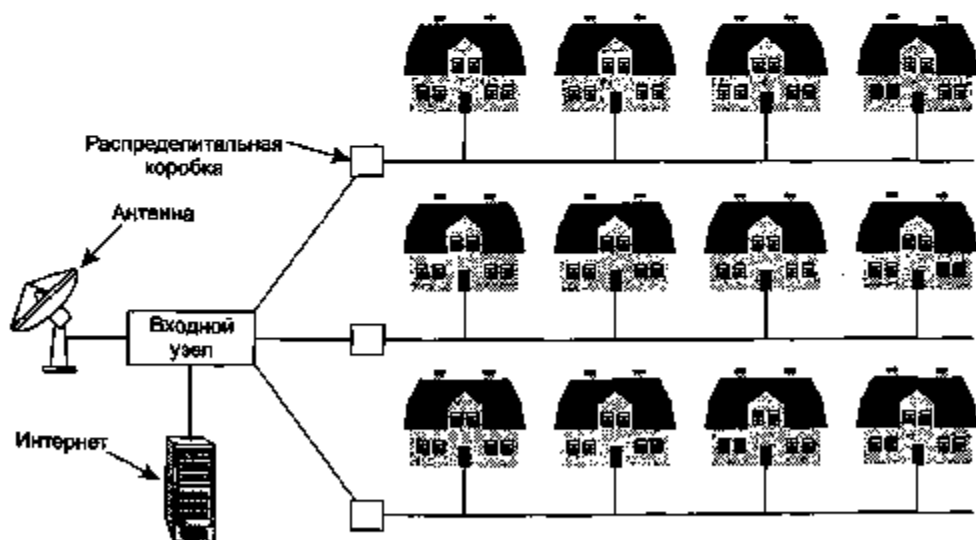 Распределительная
коробка
Антенна
Входной
узел
Интернет